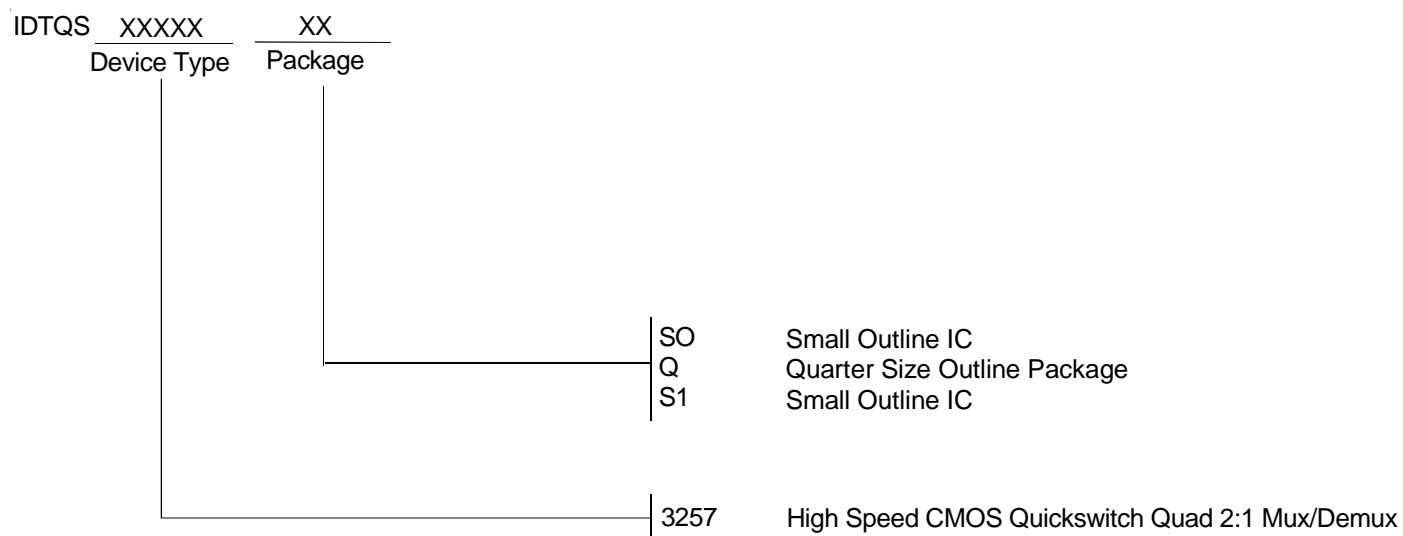 IDTQS XXXXX XX
Device Type Package
SO Small Outline IC
Q Quarter Size Outline Package
S1 Small Outline IC
3257 High Speed CMOS Quickswitch Quad 2:1 Mux/Demux